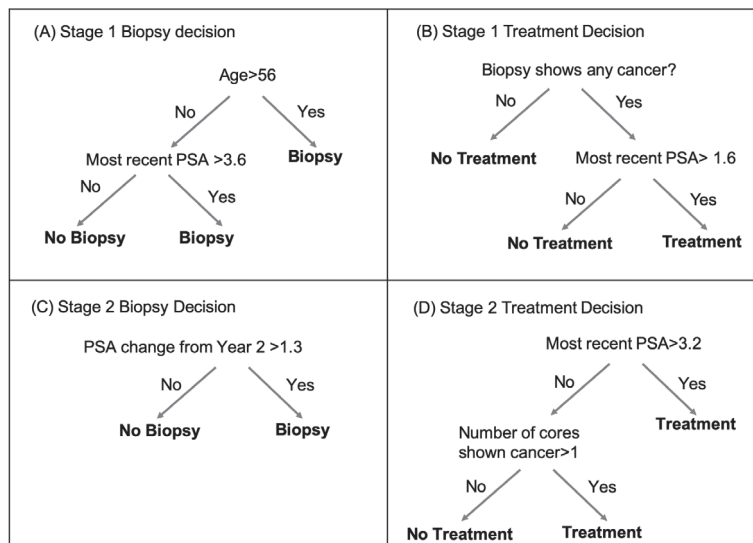 (A) Stage 1 Biopsy decision
Age>56
No
Yes
Most recent PSA >3.6
Biopsy
No
Yes
No Biopsy
Biopsy
(B) Stage 1 Treatment Decision
Biopsy shows any cancer?
No
Yes
No Treatment
Most recent PSA> 1.6
No
Yes
No Treatment
Treatment
(C) Stage 2 Biopsy Decision
PSA change from Year 2 >1.3
No
Yes
No Biopsy
Biopsy
(D) Stage 2 Treatment Decision
Most recent PSA>3.2
No
Yes
Treatment
Number of cores
shown cancer>1
No
Yes
No Treatment
Treatment